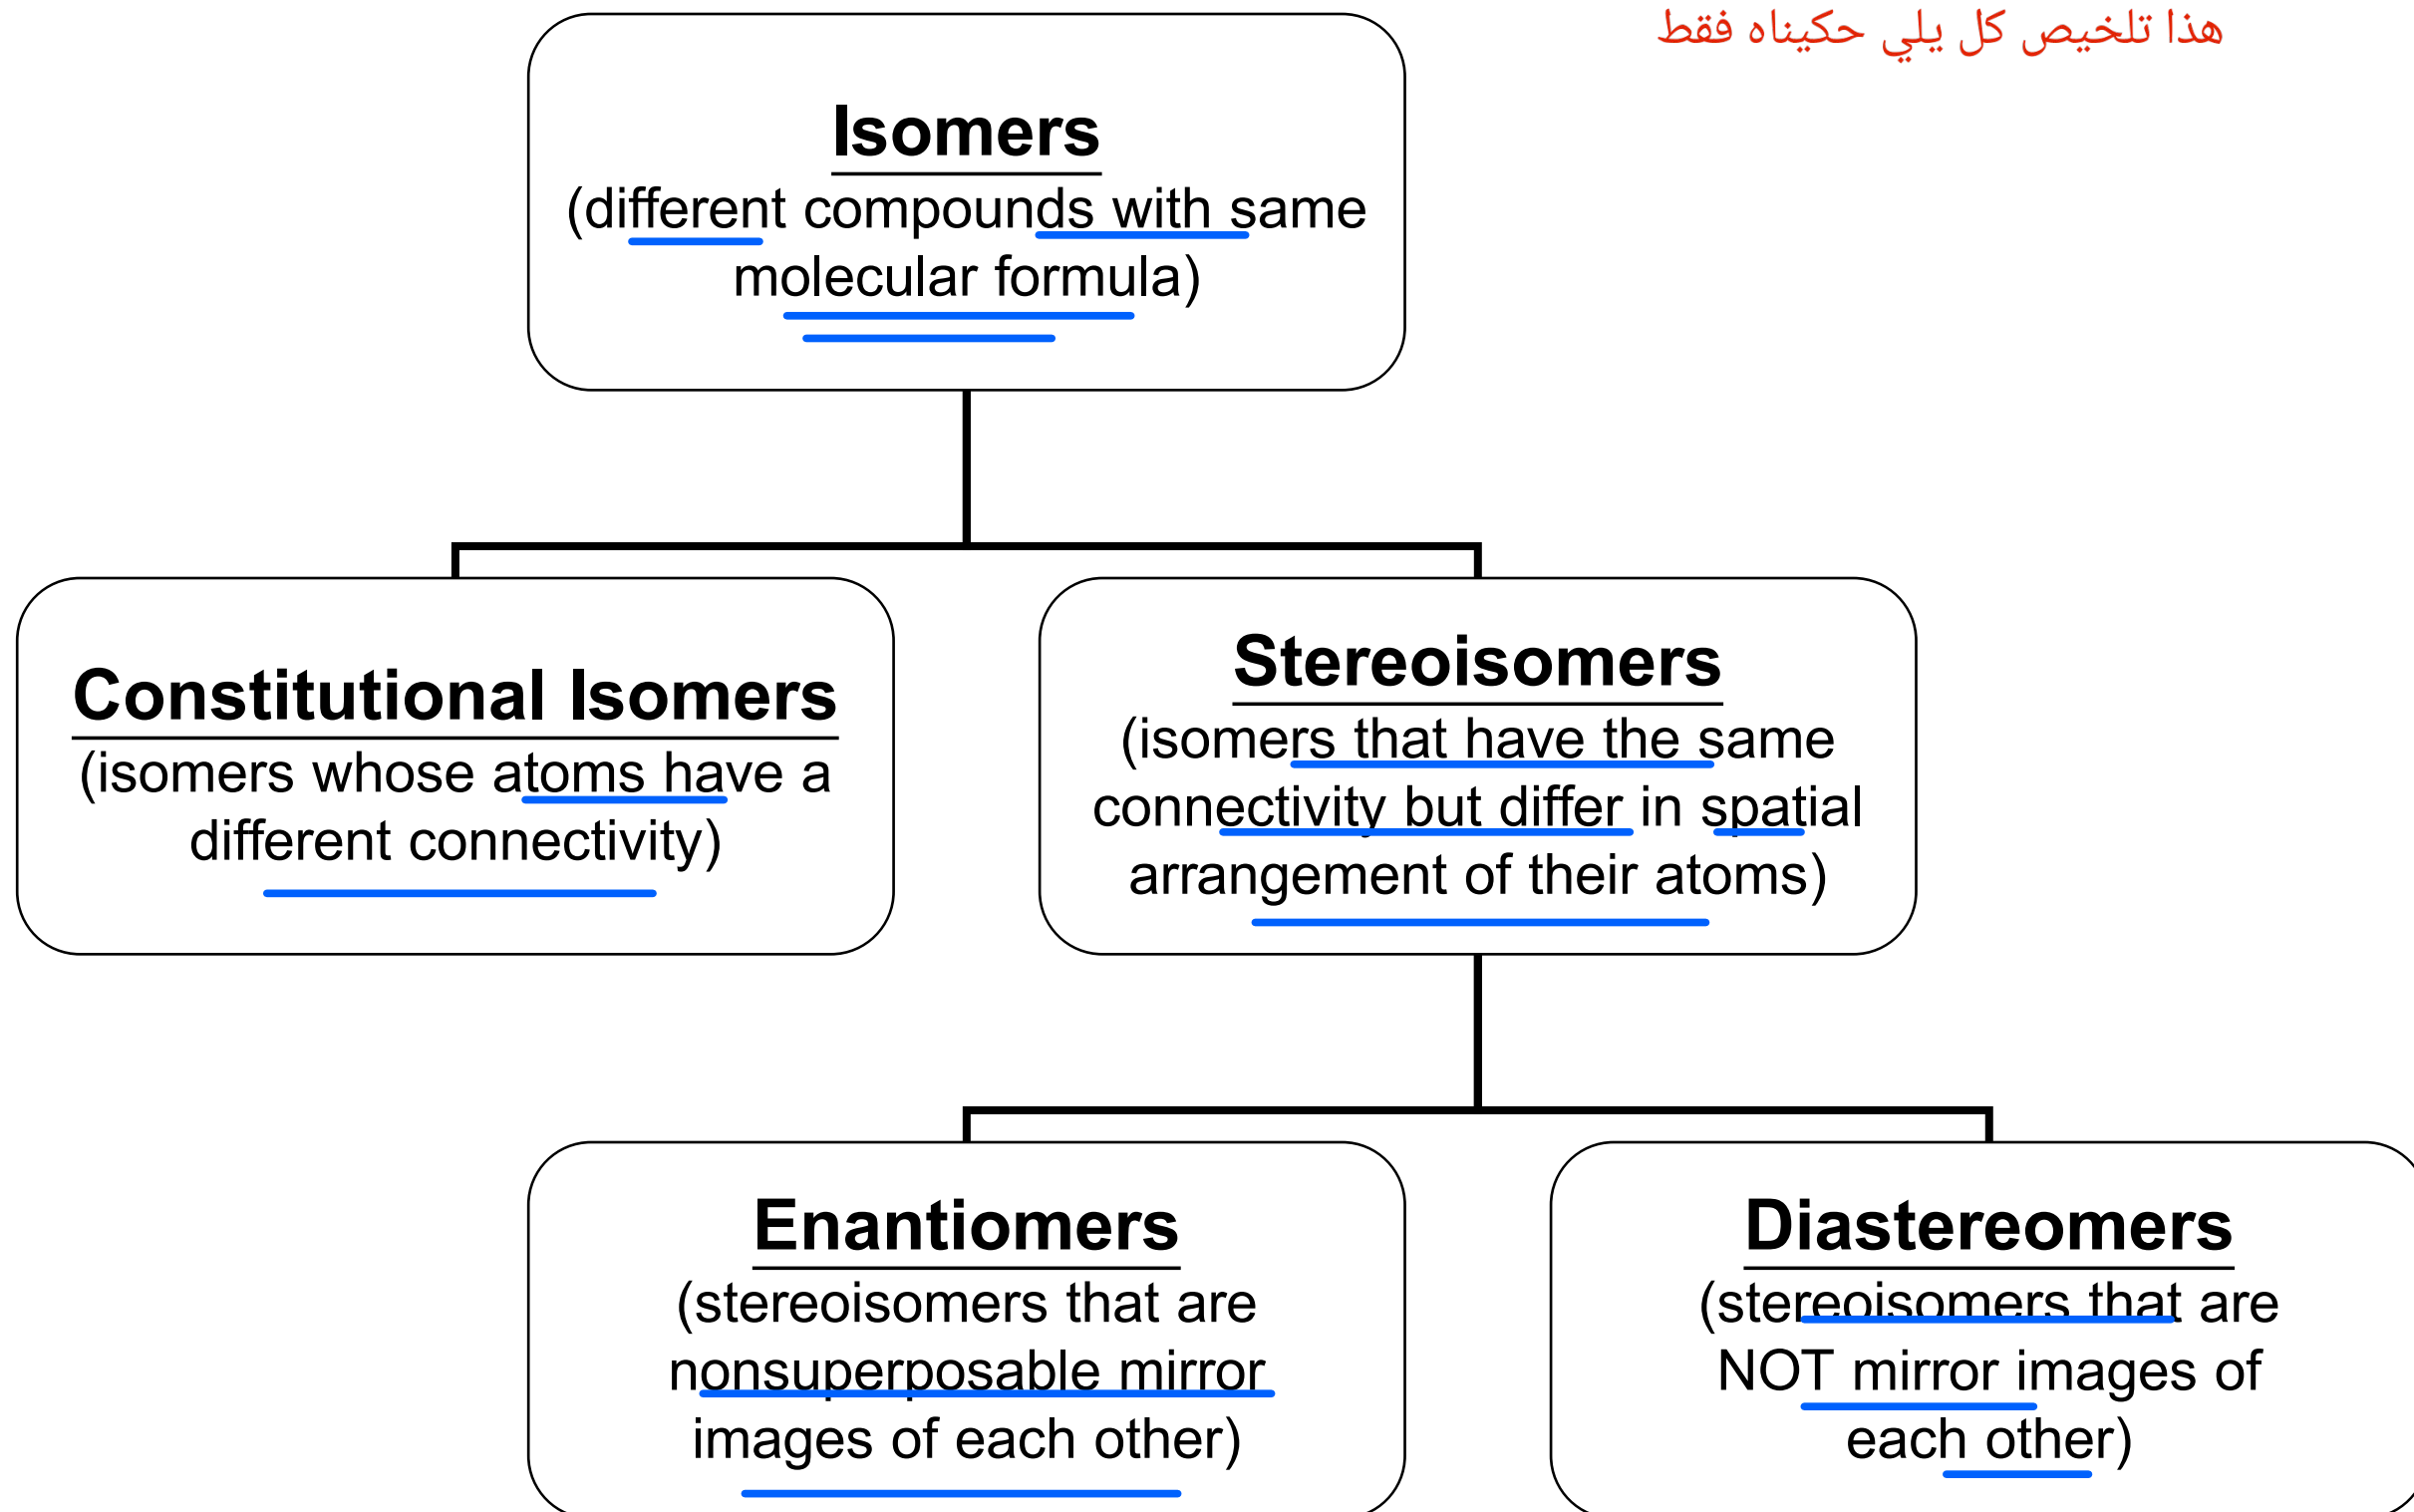 هذا تلخيص كل يلي حكيناه فقط
Isomers
(different compounds with same
molecular formula)
Constitutional Isomers
(isomers whose atoms have a
different connectivity)
Stereoisomers
(isomers that have the same
connectivity but differ in spatial
arrangement of their atoms)
Enantiomers
(stereoisomers that are
nonsuperposable mirror
images of each other)
Diastereomers
(stereoisomers that are
NOT mirror images of
each other)